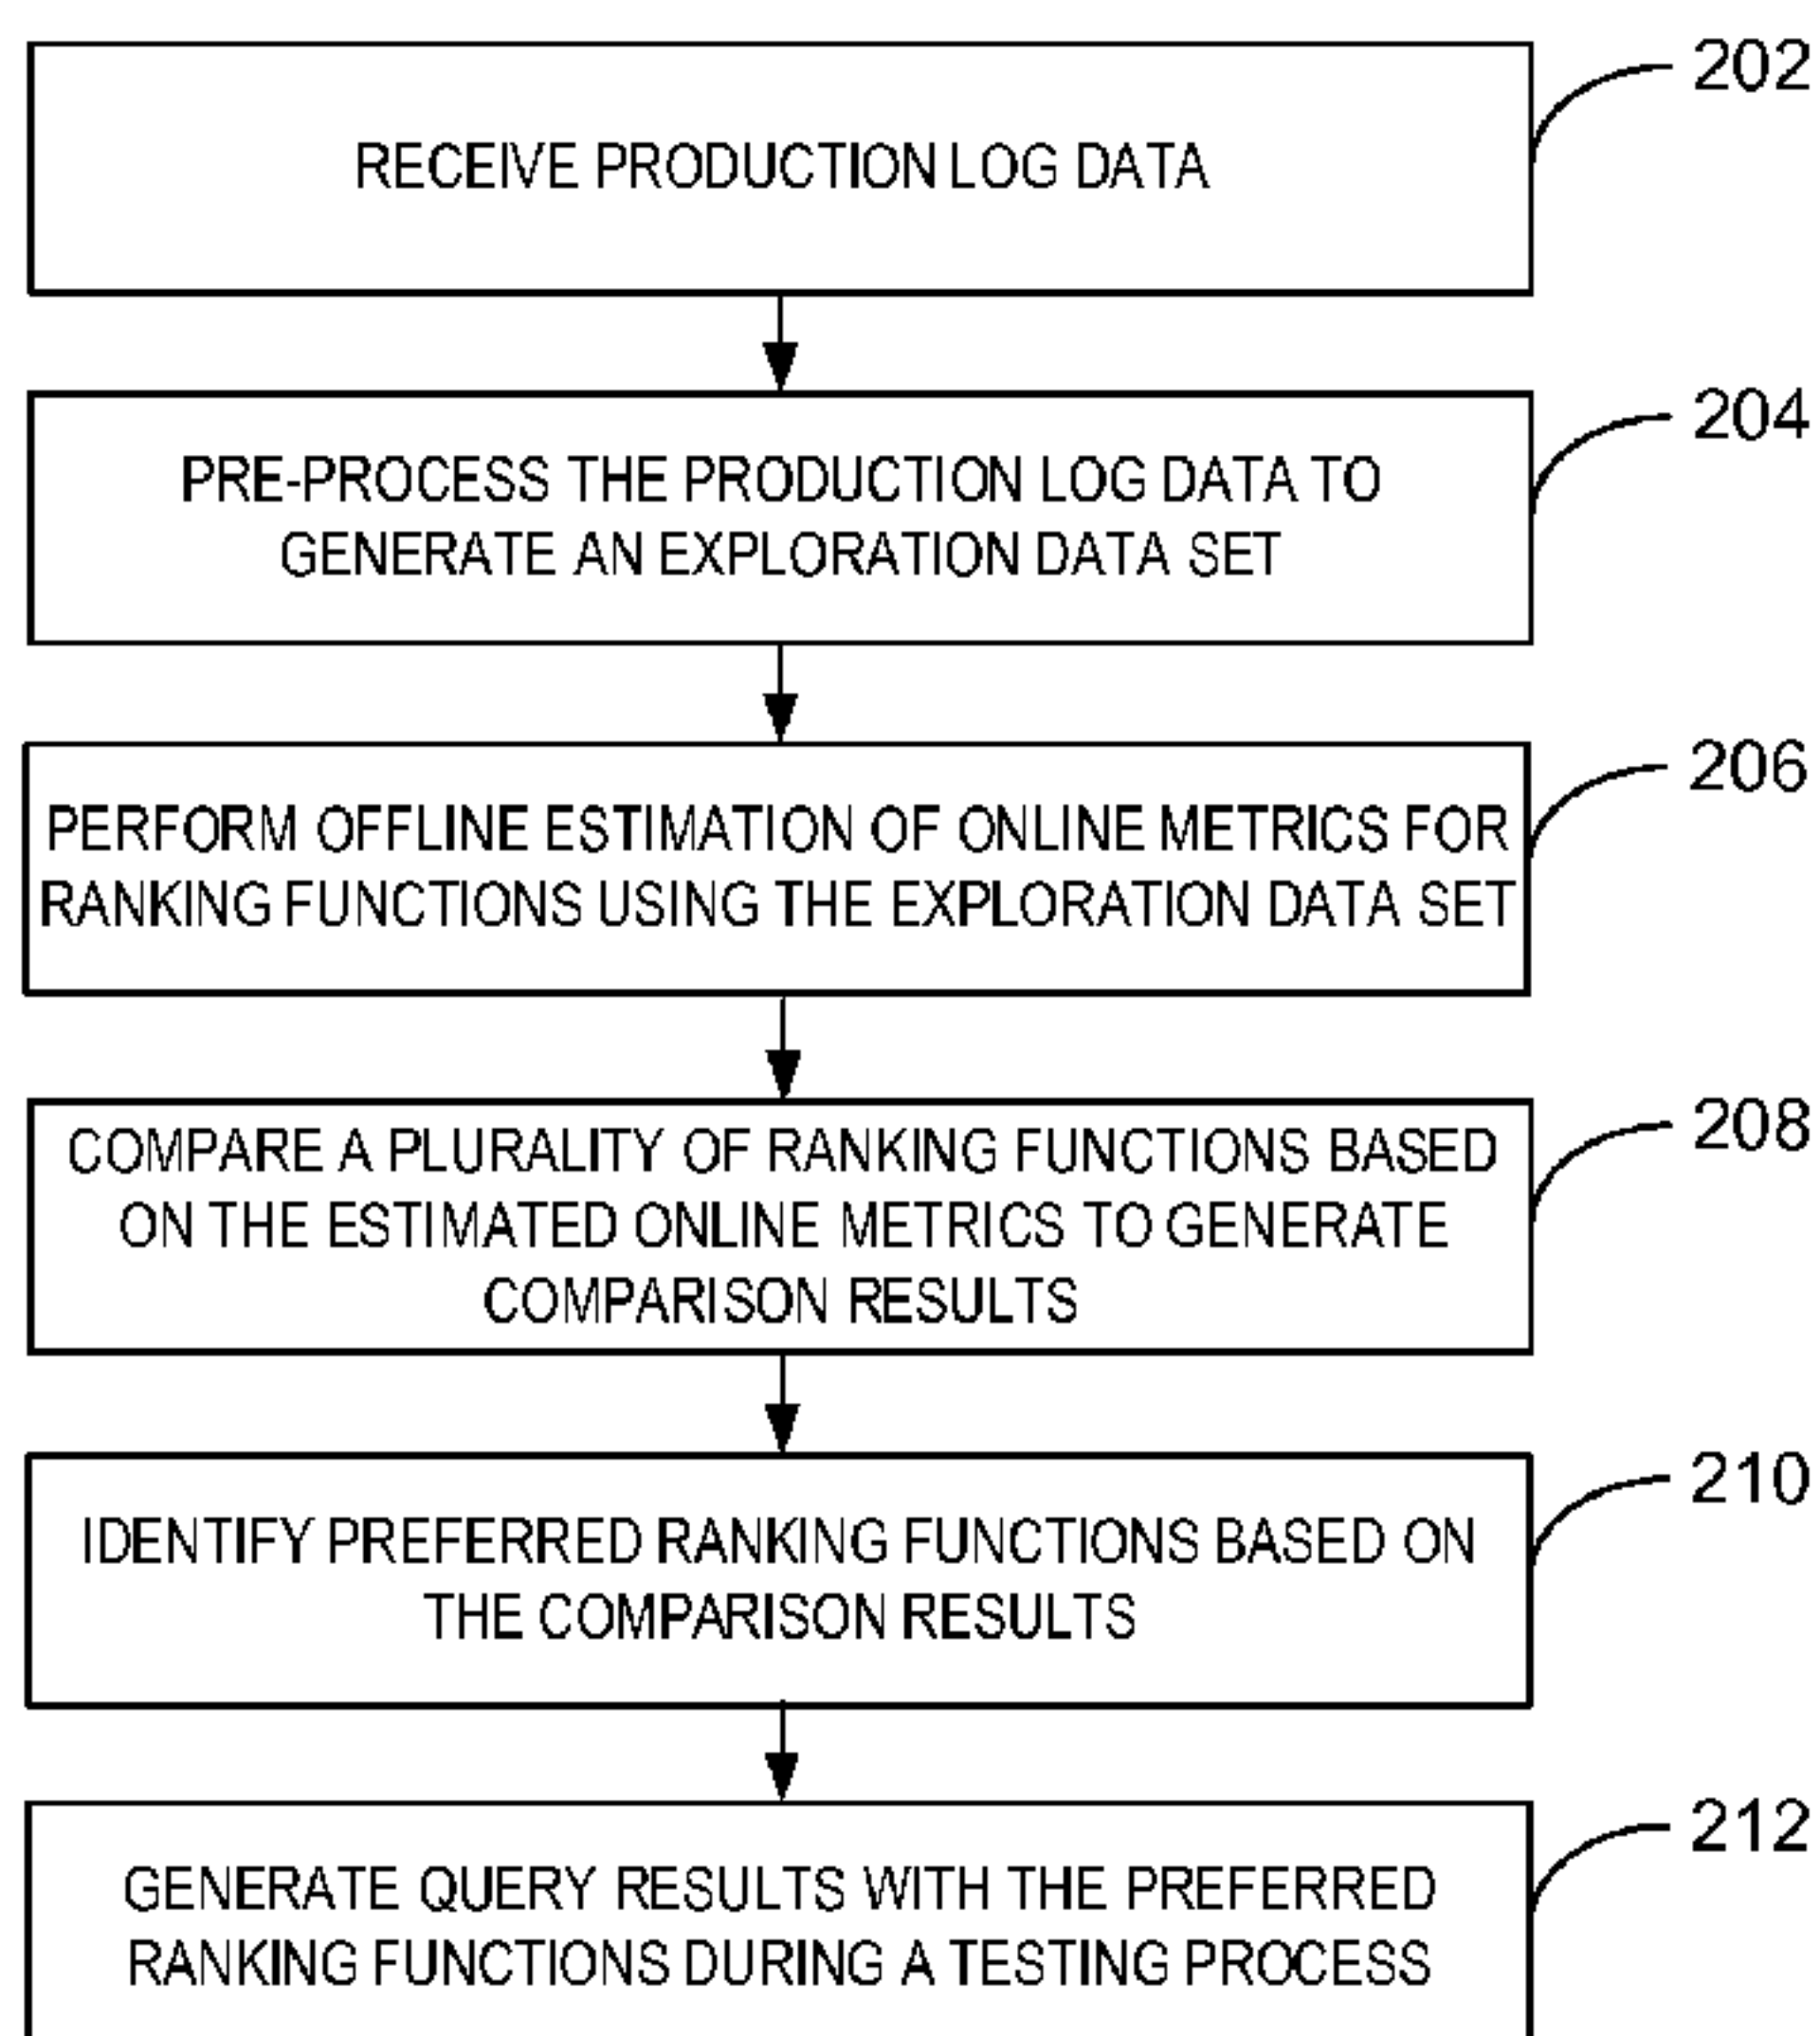 202
RECEIVE PRODUCTION LOG DATA
204
PRE-PROCESS THE PRODUCTION LOG DATA TO
GENERATE AN EXPLORATION DATA SET
206
PERFORM OFFLINE ESTIMATION OF ONLINE METRICS FOR
RANKING FUNCTIONS USING THE EXPLORATION DATA SET
208
COMPARE A PLURALITY OF RANKING FUNCTIONS BASED
ON THE ESTIMATED ONLINE METRICS TO GENERATE
COMPARISON RESULTS
210
IDENTIFY PREFERRED RANKING FUNCTIONS BASED ON
THE COMPARISON RESULTS
212
GENERATE QUERY RESULTS WITH THE PREFERRED
RANKING FUNCTIONS DURING A TESTING PROCESS